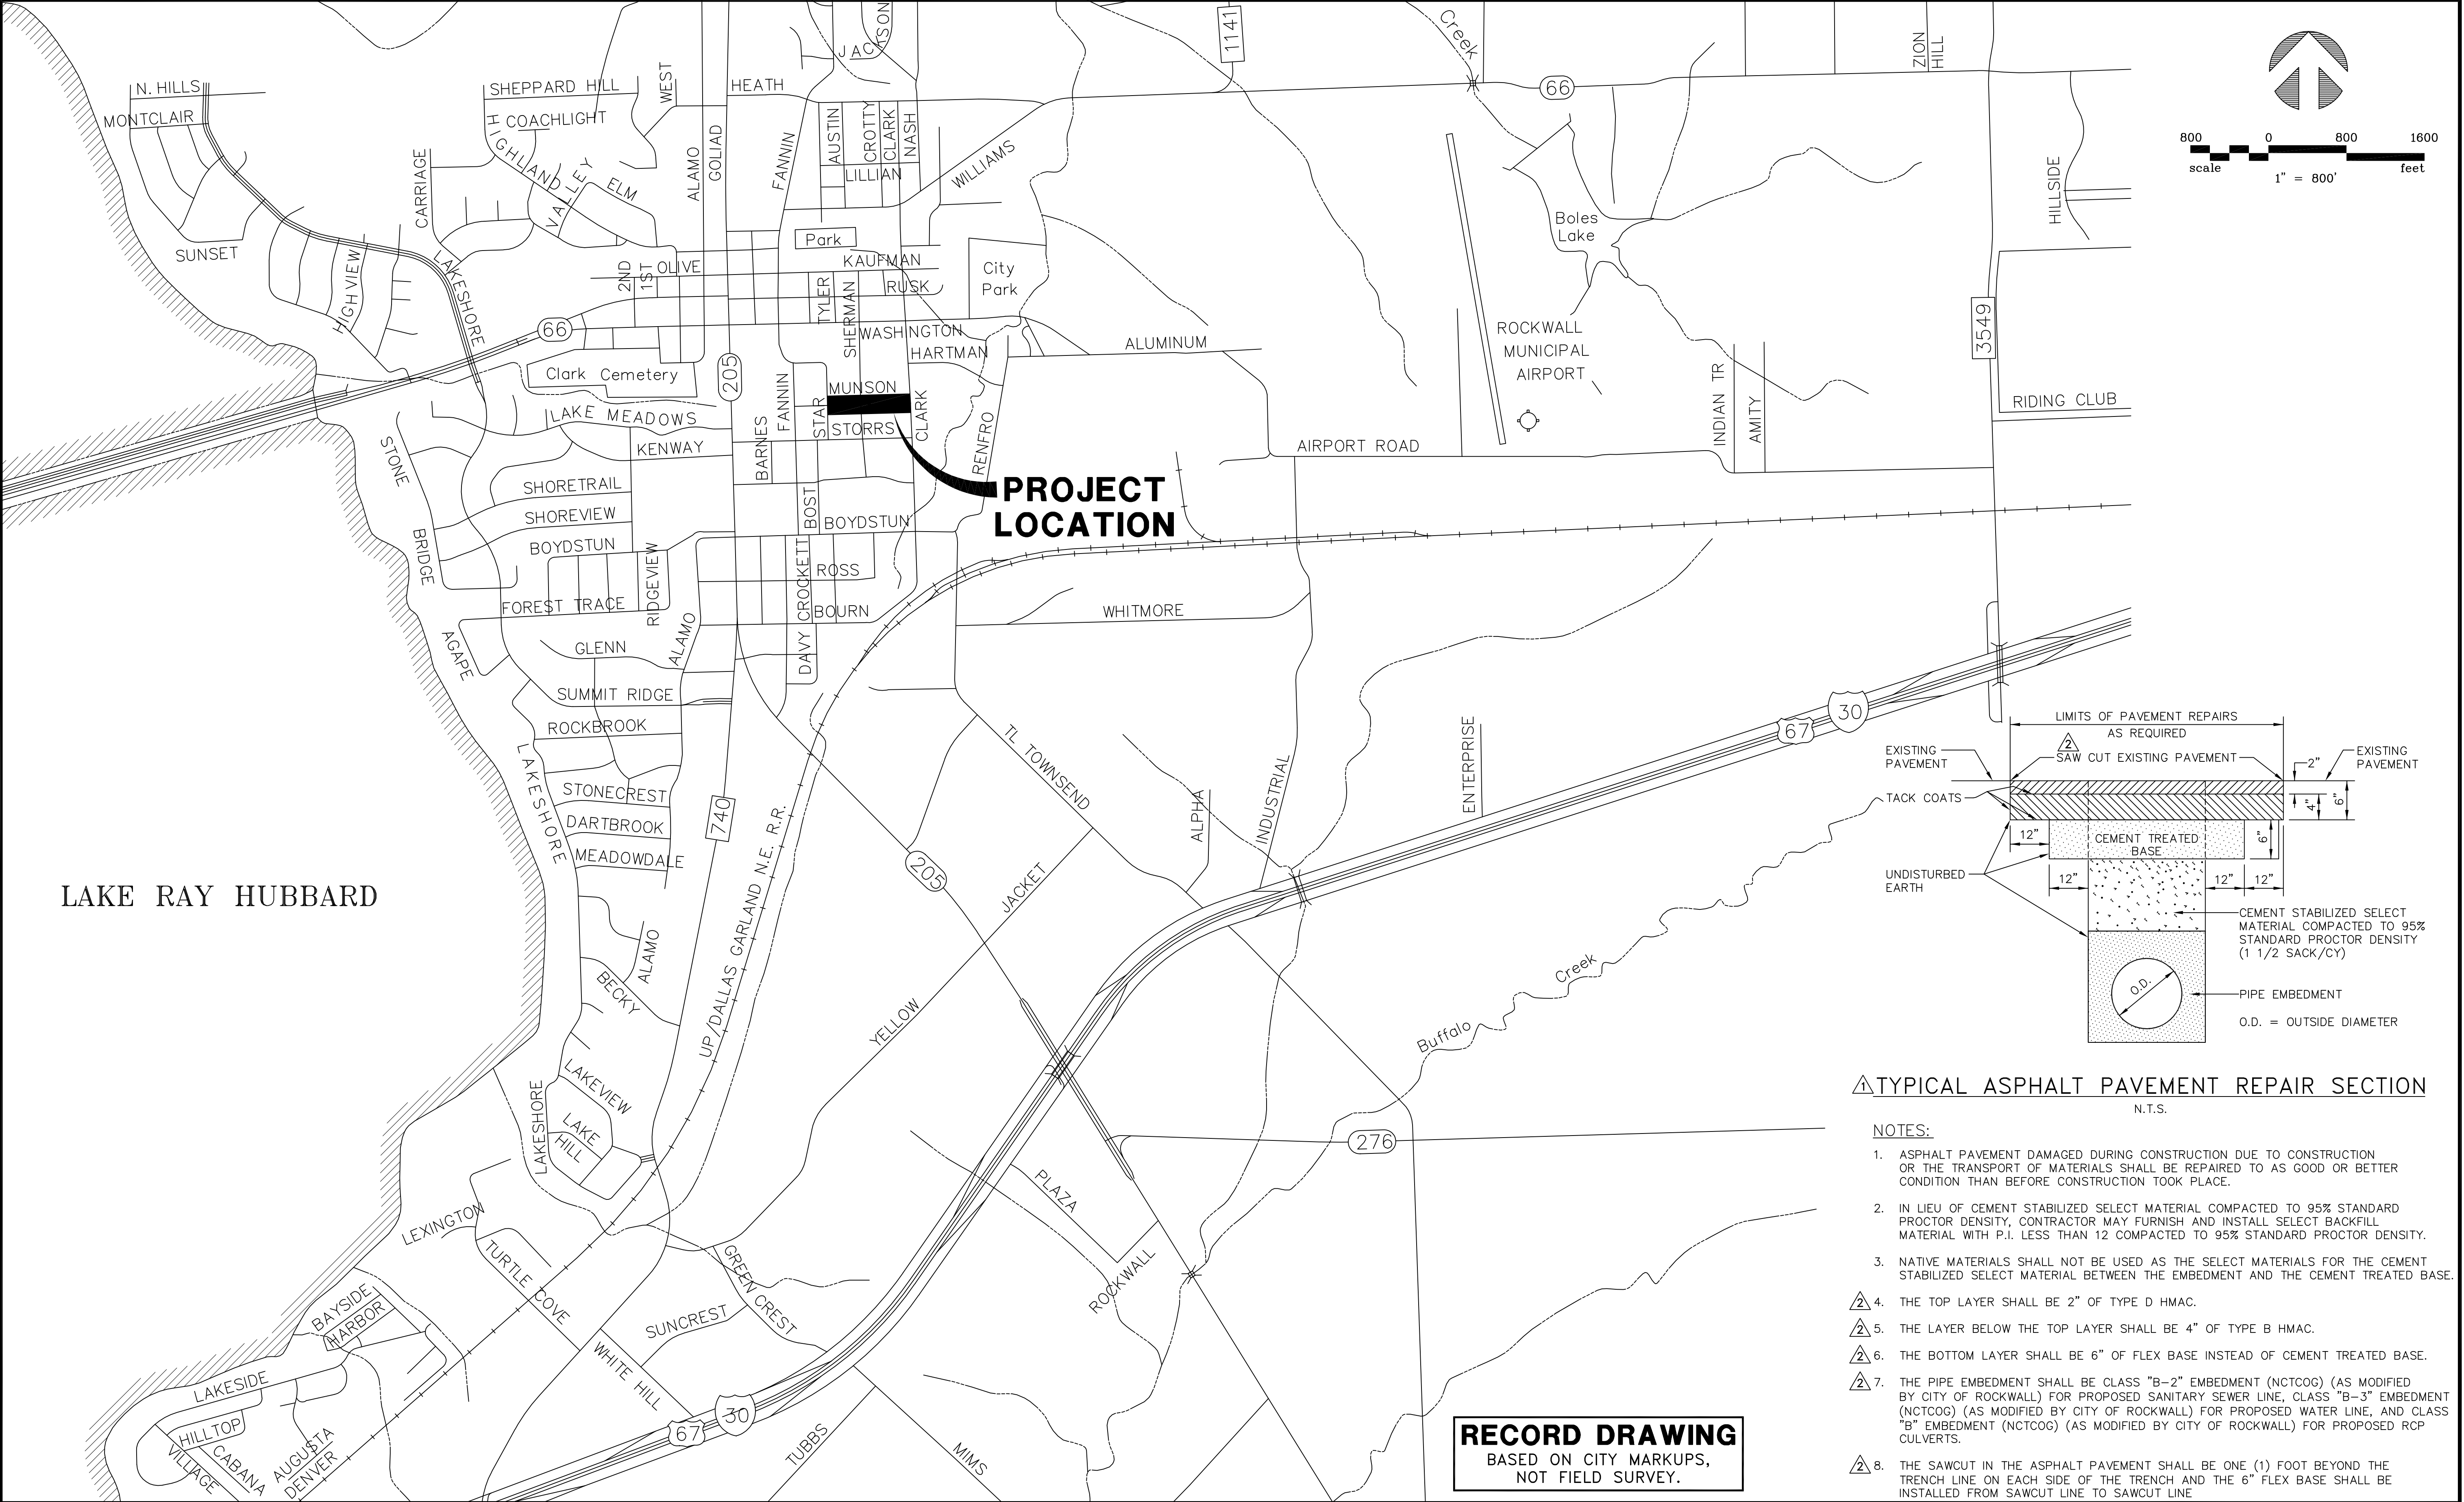 N. HILLS
MONTCLAIR
SUNSET
HIGHVIEW
CARRIAGE
LAKESHORE
SHEPPARD HILL
COACHLIGHT
HIGHLAND
VALLEY
ELM
WEST
ALAMO
GOLIAD
HEATH
FANNIN
JACKSON
AUSTIN
CROTTY
CLARK
NASH
LILLIAN
WILLIAMS
1141
Creek
66
ZION
HILL
HILLSIDE
800 0 800 1600
scale feet
1" = 800'
Park
2ND
1ST
OLIVE
KAUFMAN
RUSK
TYLER
SHERMAN
City
Park
Boles
Lake
66
WASHINGTON
HARTMAN
ALUMINUM
ROCKWALL
MUNICIPAL
AIRPORT
3549
Clark Cemetery
205
FANNIN
STAR
MUNSON
STORRS
CLARK
RENFRO
INDIAN TR
AMITY
RIDING CLUB
LAKE MEADOWS
KENWAY
BARNES
AIRPORT ROAD
STONE
BRIDGE
SHORETRAIL
SHOREVIEW
BOYDSTUN
BOST
BOYDSTUN
PROJECT
LOCATION
FOREST TRACE
RIDGEVIEW
DAVY CROCKETT
ROSS
BOURN
WHITMORE
AGAPE
GLENN
ALAMO
SUMMIT RIDGE
ROCKBROOK
LAKESHORE
STONECREST
DARTBROOK
MEADOWDALE
740
UP/DALLAS GARLAND N.E. R.R.
TL TOWNSEND
205
JACKET
YELLOW
ALPHA
INDUSTRIAL
ENTERPRISE
67
30
LAKE RAY HUBBARD
ALAMO
BECKY
Buffalo
Creek
LAKESHORE
LAKEVIEW
LAKE
HILL
276
PLAZA
ROCKWALL
LEXINGTON
TURTLE COVE
GREEN CREST
SUNCREST
WHITE HILL
BAYSIDE
HARBOR
LAKESIDE
HILLTOP
VILLAGE
CABANA
AUGUSTA
DENVER
67
30
TUBBS
MIMS
RECORD DRAWING
BASED ON CITY MARKUPS,
NOT FIELD SURVEY.
LIMITS OF PAVEMENT REPAIRS
AS REQUIRED
EXISTING
PAVEMENT
2
SAW CUT EXISTING PAVEMENT
2"
EXISTING
PAVEMENT
TACK COATS
4"
6"
12"
CEMENT TREATED
BASE
6"
UNDISTURBED
EARTH
12"
12"
12"
CEMENT STABILIZED SELECT
MATERIAL COMPACTED TO 95%
STANDARD PROCTOR DENSITY
(1 1/2 SACK/CY)
O.D.
PIPE EMBEDMENT
O.D. = OUTSIDE DIAMETER
1 TYPICAL ASPHALT PAVEMENT REPAIR SECTION
N.T.S.
NOTES:
1. ASPHALT PAVEMENT DAMAGED DURING CONSTRUCTION DUE TO CONSTRUCTION
OR THE TRANSPORT OF MATERIALS SHALL BE REPAIRED TO AS GOOD OR BETTER
CONDITION THAN BEFORE CONSTRUCTION TOOK PLACE.
2. IN LIEU OF CEMENT STABILIZED SELECT MATERIAL COMPACTED TO 95% STANDARD
PROCTOR DENSITY, CONTRACTOR MAY FURNISH AND INSTALL SELECT BACKFILL
MATERIAL WITH P.I. LESS THAN 12 COMPACTED TO 95% STANDARD PROCTOR DENSITY.
3. NATIVE MATERIALS SHALL NOT BE USED AS THE SELECT MATERIALS FOR THE CEMENT
STABILIZED SELECT MATERIAL BETWEEN THE EMBEDMENT AND THE CEMENT TREATED BASE.
2 4. THE TOP LAYER SHALL BE 2" OF TYPE D HMAC.
2 5. THE LAYER BELOW THE TOP LAYER SHALL BE 4" OF TYPE B HMAC.
2 6. THE BOTTOM LAYER SHALL BE 6" OF FLEX BASE INSTEAD OF CEMENT TREATED BASE.
2 7. THE PIPE EMBEDMENT SHALL BE CLASS "B-2" EMBEDMENT (NCTCOG) (AS MODIFIED
BY CITY OF ROCKWALL) FOR PROPOSED SANITARY SEWER LINE, CLASS "B-3" EMBEDMENT
(NCTCOG) (AS MODIFIED BY CITY OF ROCKWALL) FOR PROPOSED WATER LINE, AND CLASS
"B" EMBEDMENT (NCTCOG) (AS MODIFIED BY CITY OF ROCKWALL) FOR PROPOSED RCP
CULVERTS.
2 8. THE SAWCUT IN THE ASPHALT PAVEMENT SHALL BE ONE (1) FOOT BEYOND THE
TRENCH LINE ON EACH SIDE OF THE TRENCH AND THE 6" FLEX BASE SHALL BE
INSTALLED FROM SAWCUT LINE TO SAWCUT LINE